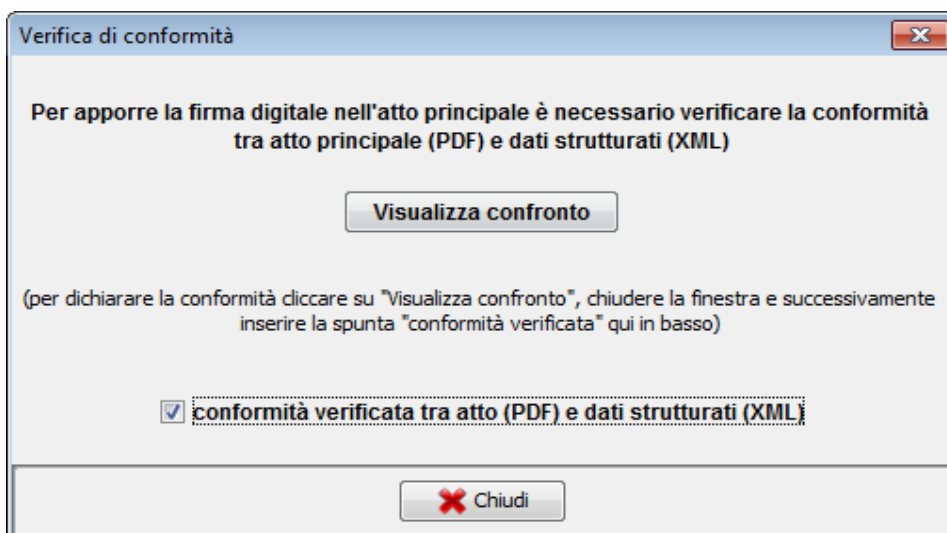 Verifica di conformità
Per apporre la firma digitale nell'atto principale è necessario verificare la conformità
tra atto principale (PDF) e dati strutturati (XML)
Visualizza confronto
(per dichiarare la conformità cliccare su "Visualizza confronto", chiudere la finestra e successivamente
inserire la spunta "conformità verificata" qui in basso)
conformità verificata tra atto (PDF) e dati strutturati (XML)
Chiudi